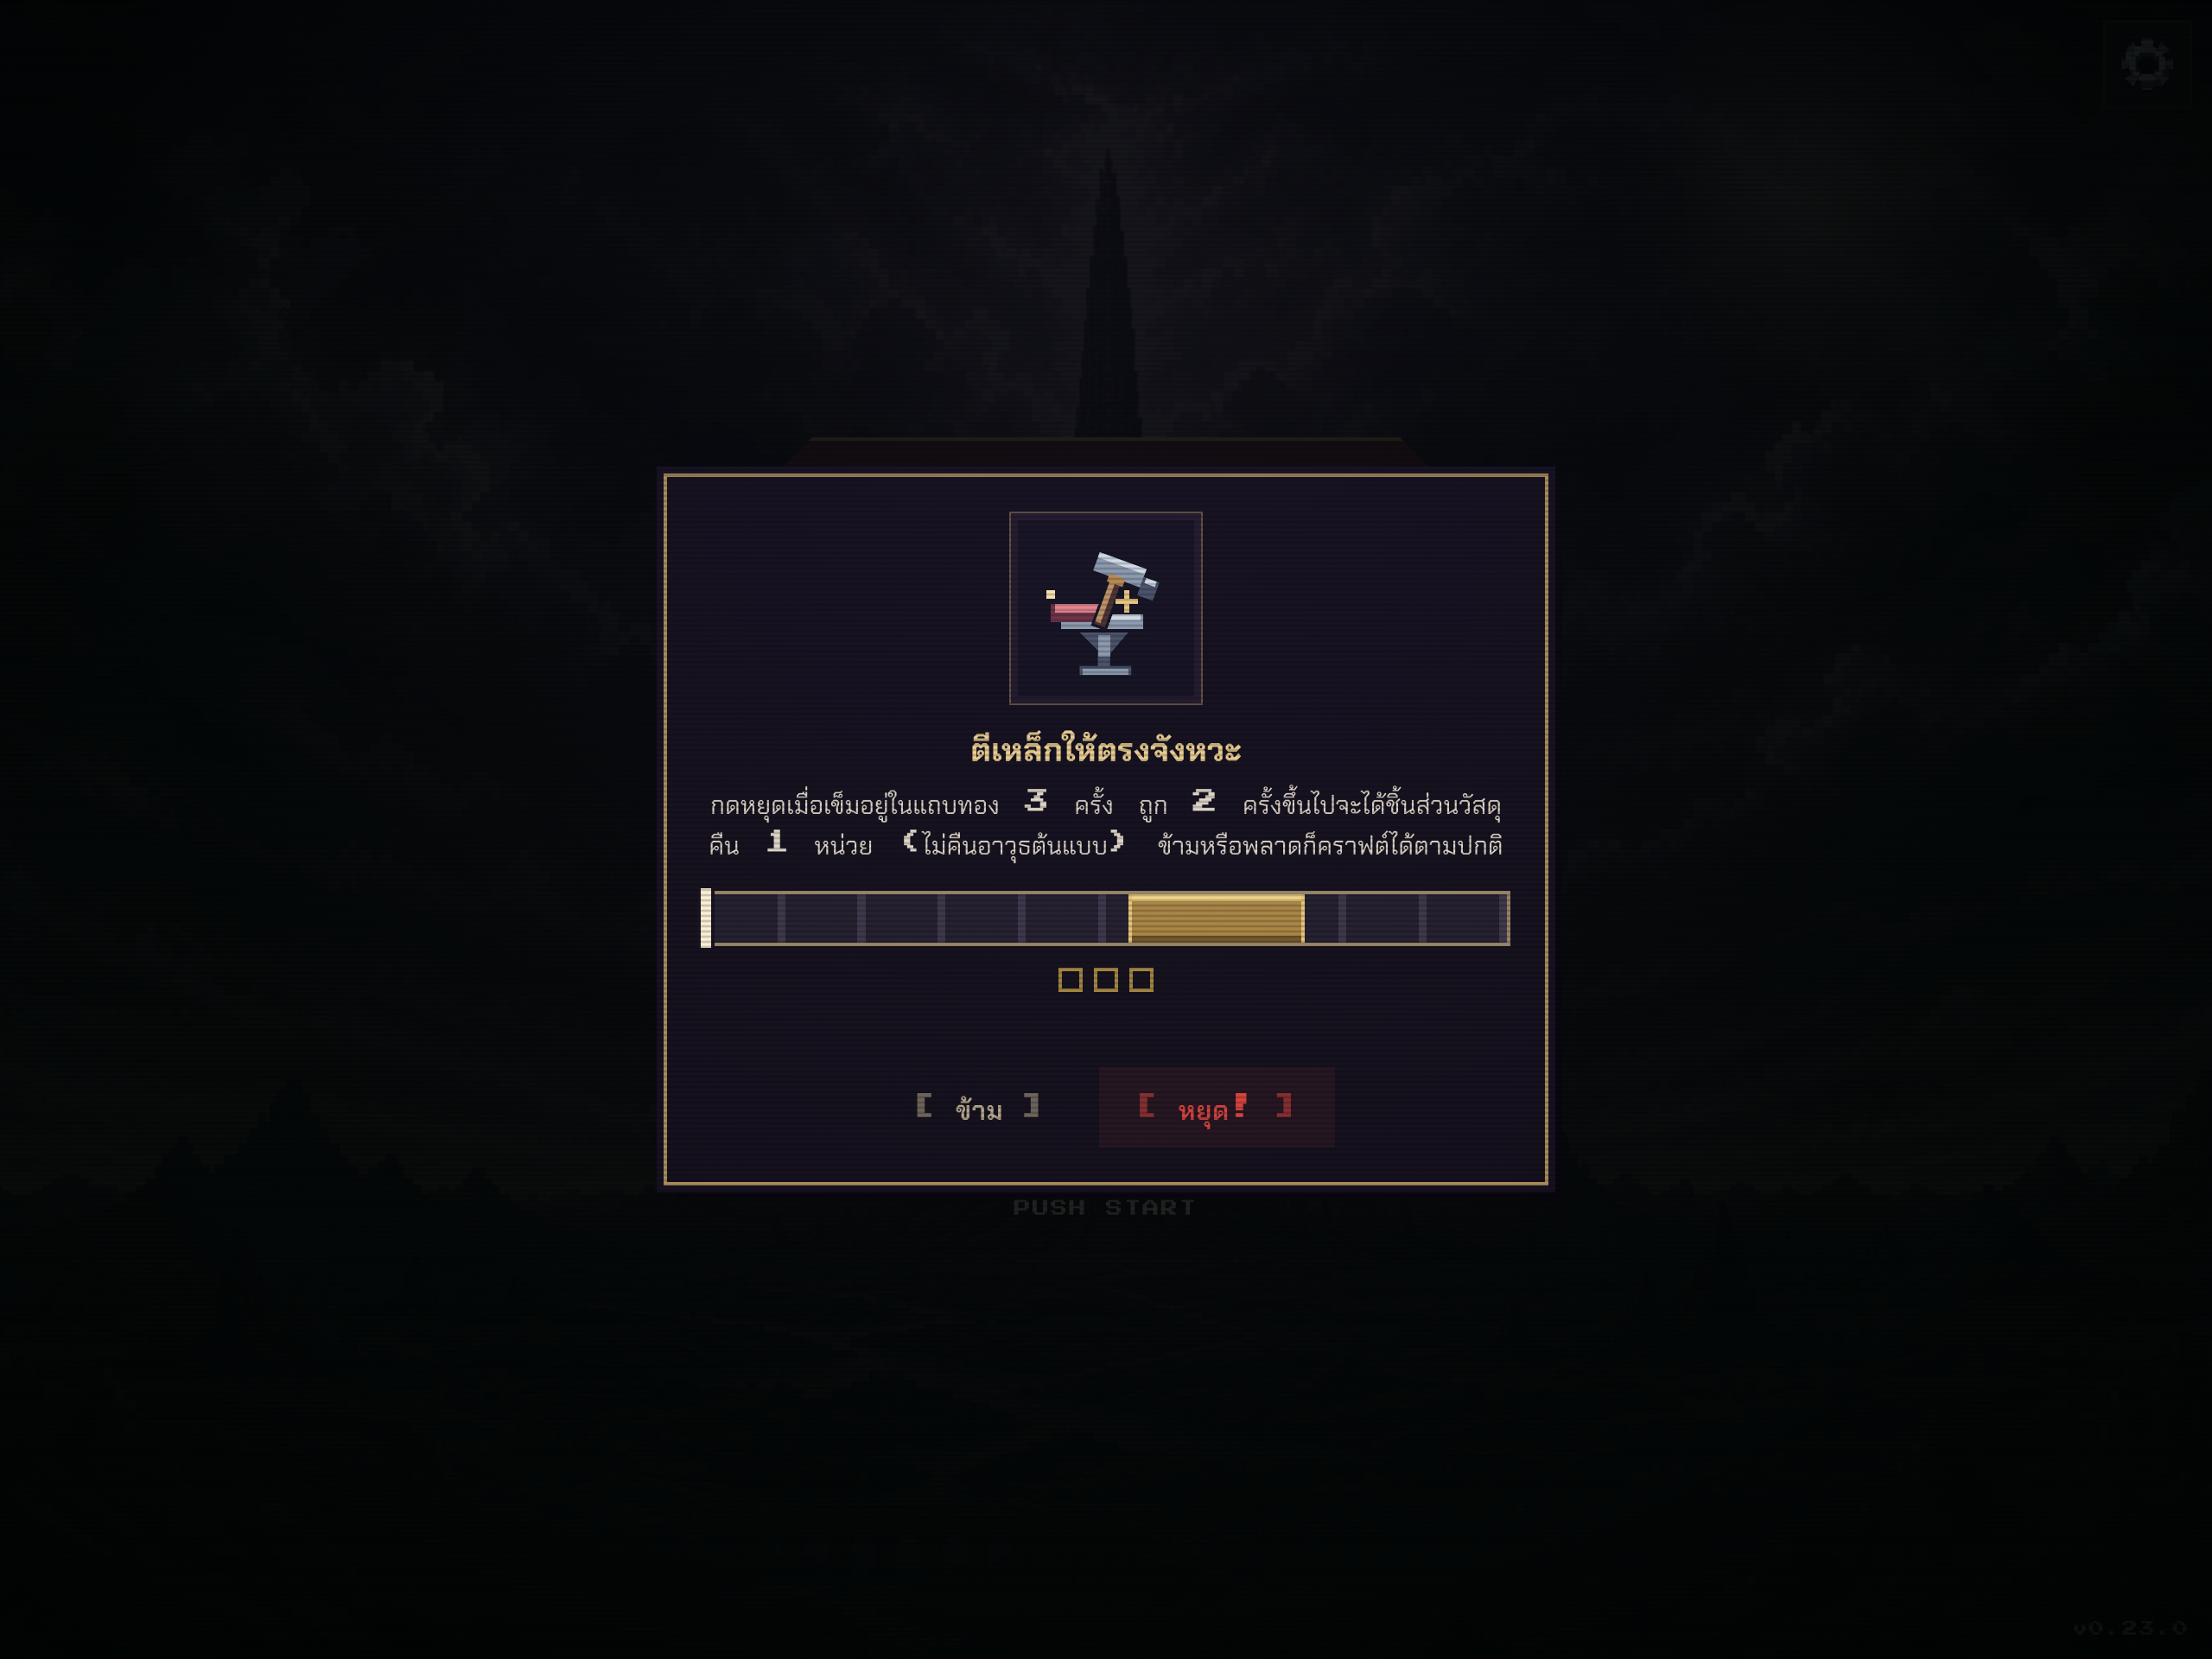 ตีเหล็กให้ตรงจังหวะ
กดหยุดเมื่อเข็มอยู่ในแถบทอง 3 ครั้ง ถูก 2 ครั้งขึ้นไปจะได้ชิ้นส่วนวัสดุ
คืน 1 หน่วย (ไม่คืนอาวุธต้นแบบ) ข้ามหรือพลาดก็คราฟต์ได้ตามปกติ
[ ข้าม ] [ หยุด! ]
PUSH START
v0.23.0